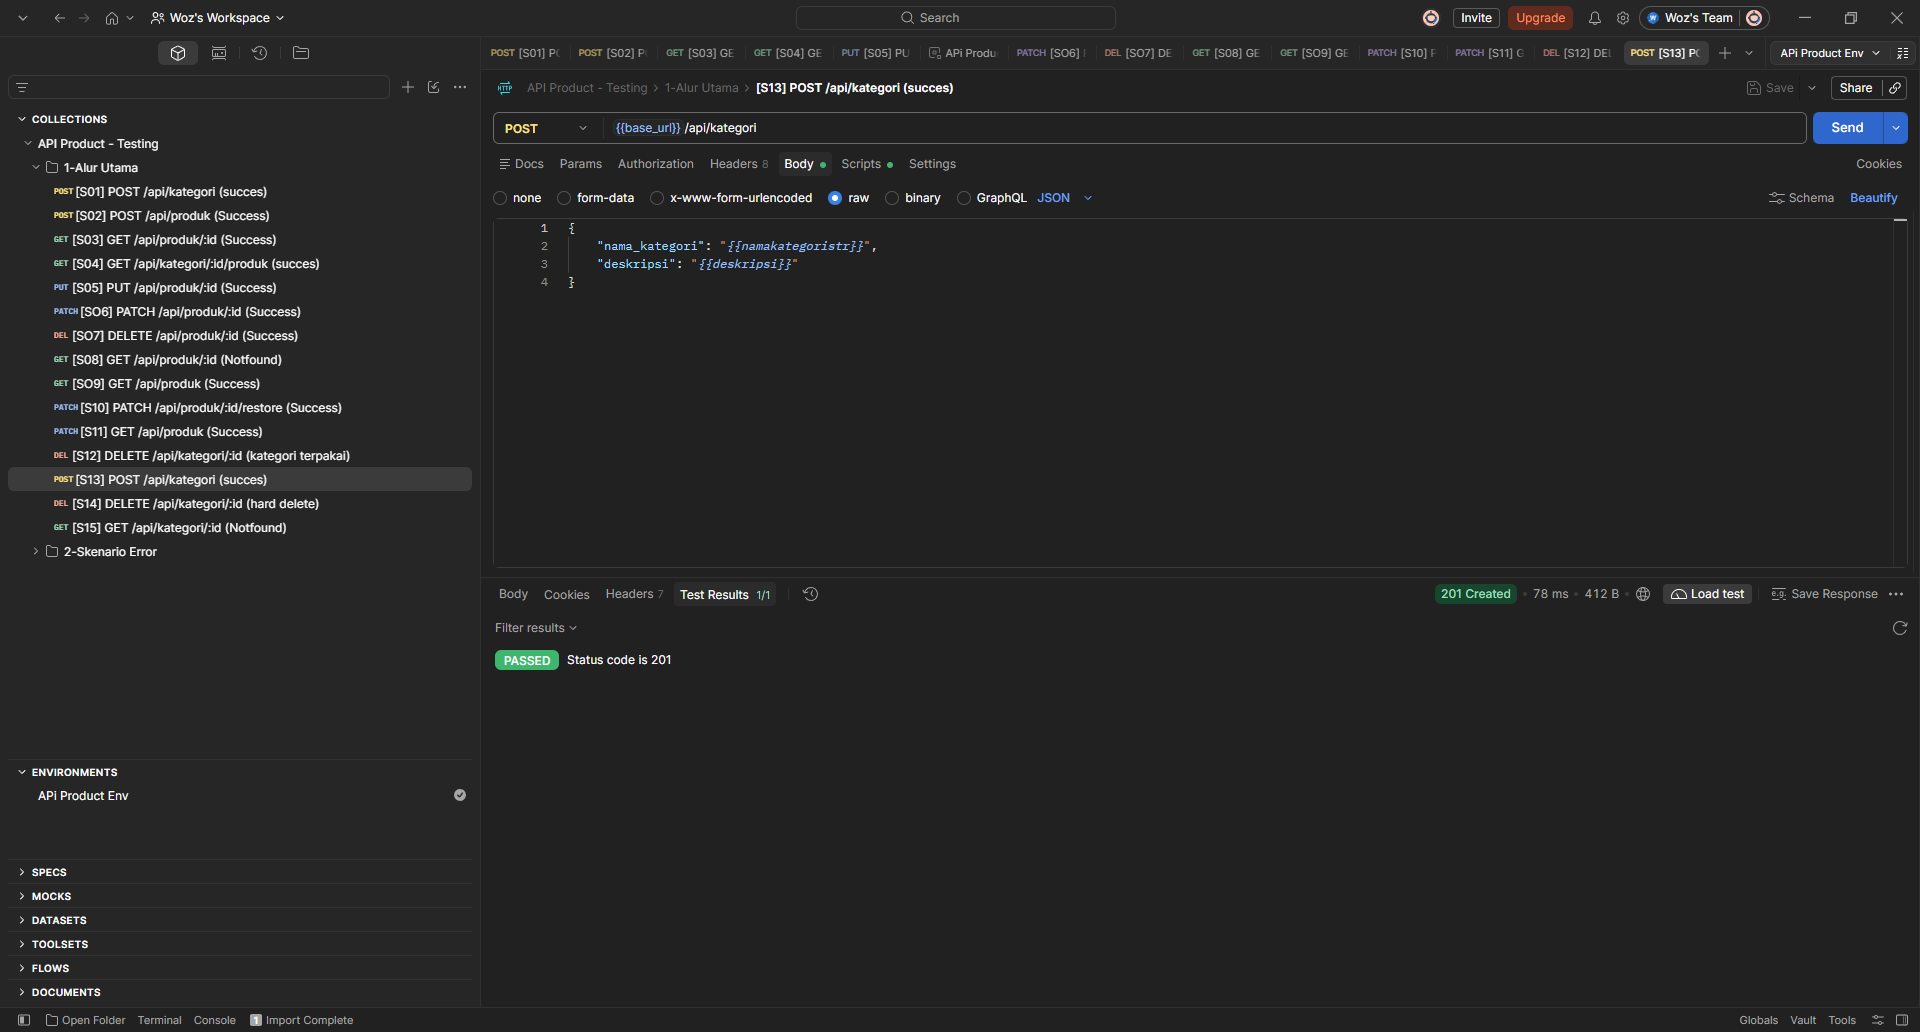 Woz's Workspace
Search
Invite
Upgrade
Woz's Team
POST [S01] PC
POST [S02] P
GET [S03] GE
GET [S04] GE
PUT [S05] PU
APi Produ
PATCH [SO6]
DEL [SO7] DE
GET [S08] GE
GET [SO9] GE
PATCH [S10] F
PATCH [S11] G
DEL [S12] DEL
POST [S13] PC
APi Product Env
HTTP API Product - Testing > 1-Alur Utama > [S13] POST /api/kategori (succes)
Save
Share
POST
{{base_url}} /api/kategori
Send
Docs
Params
Authorization
Headers 8
Body
Scripts
Settings
Cookies
none
form-data
x-www-form-urlencoded
raw
binary
GraphQL
JSON
Schema
Beautify
1 {
2 "nama_kategori": "{{namakategoristr}}",
3 "deskripsi": "{{deskripsi}}"
4 }
COLLECTIONS
API Product - Testing
1-Alur Utama
POST [S01] POST /api/kategori (succes)
POST [S02] POST /api/produk (Success)
GET [S03] GET /api/produk/:id (Success)
GET [S04] GET /api/kategori/:id/produk (succes)
PUT [S05] PUT /api/produk/:id (Success)
PATCH [SO6] PATCH /api/produk/:id (Success)
DEL [SO7] DELETE /api/produk/:id (Success)
GET [S08] GET /api/produk/:id (Notfound)
GET [SO9] GET /api/produk (Success)
PATCH [S10] PATCH /api/produk/:id/restore (Success)
PATCH [S11] GET /api/produk (Success)
DEL [S12] DELETE /api/kategori/:id (kategori terpakai)
POST [S13] POST /api/kategori (succes)
DEL [S14] DELETE /api/kategori/:id (hard delete)
GET [S15] GET /api/kategori/:id (Notfound)
2-Skenario Error
Body
Cookies
Headers 7
Test Results 1/1
201 Created
78 ms
412 B
Load test
e.g. Save Response
Filter results
PASSED Status code is 201
ENVIRONMENTS
APi Product Env
SPECS
MOCKS
DATASETS
TOOLSETS
FLOWS
DOCUMENTS
Open Folder
Terminal
Console
1 Import Complete
Globals
Vault
Tools